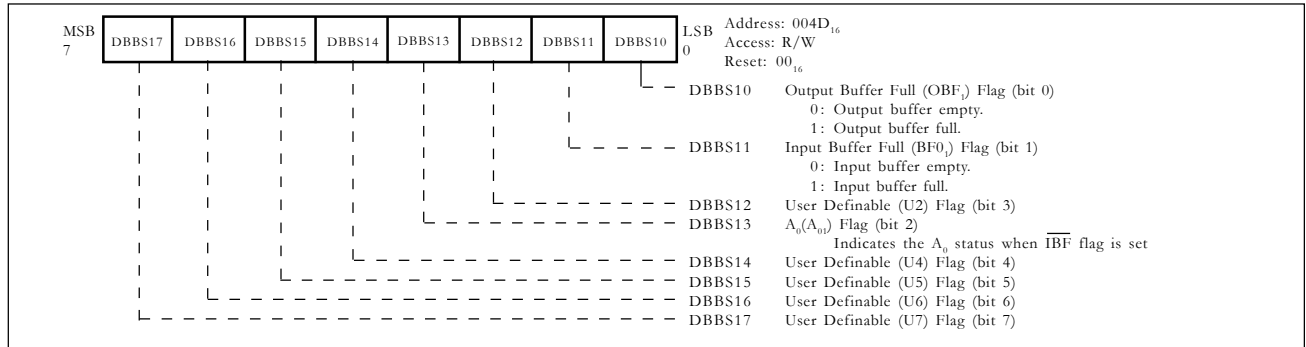 MSB 7
DBBS17 DBBS16 DBBS15 DBBS14 DBBS13 DBBS12 DBBS11 DBBS10
LSB 0
Address: 004D₁₆
Access: R/W
Reset: 00₁₆
DBBS10 Output Buffer Full (OBF₁) Flag (bit 0)
0: Output buffer empty.
1: Output buffer full.
DBBS11 Input Buffer Full (BF0₁) Flag (bit 1)
0: Input buffer empty.
1: Input buffer full.
DBBS12 User Definable (U2) Flag (bit 3)
DBBS13 A₀(A₀₁) Flag (bit 2)
Indicates the A₀ status when I̅B̅F̅ flag is set
DBBS14 User Definable (U4) Flag (bit 4)
DBBS15 User Definable (U5) Flag (bit 5)
DBBS16 User Definable (U6) Flag (bit 6)
DBBS17 User Definable (U7) Flag (bit 7)